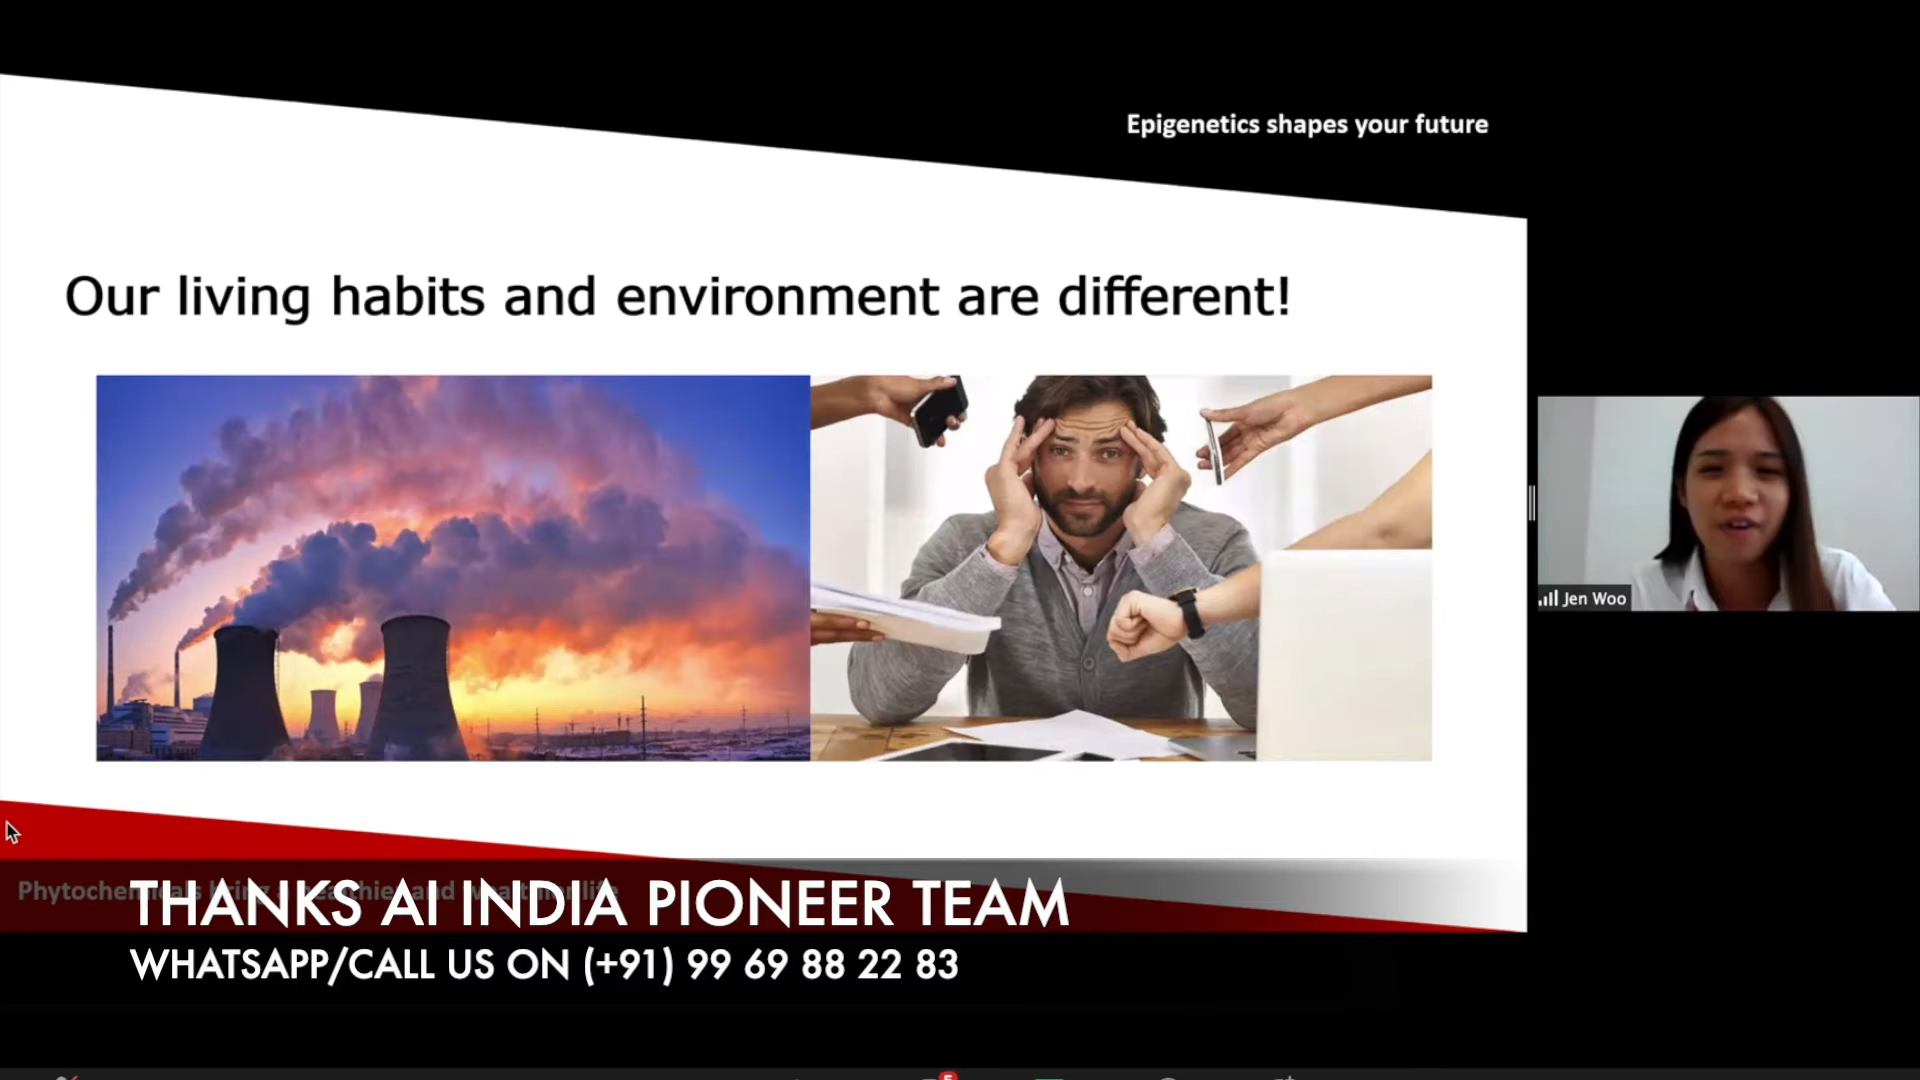 Epigenetics shapes your future
Our living habits and environment are different!
Jen Woo
THANKS AI INDIA PIONEER TEAM
WHATSAPP/CALL US ON (+91) 99 69 88 22 83